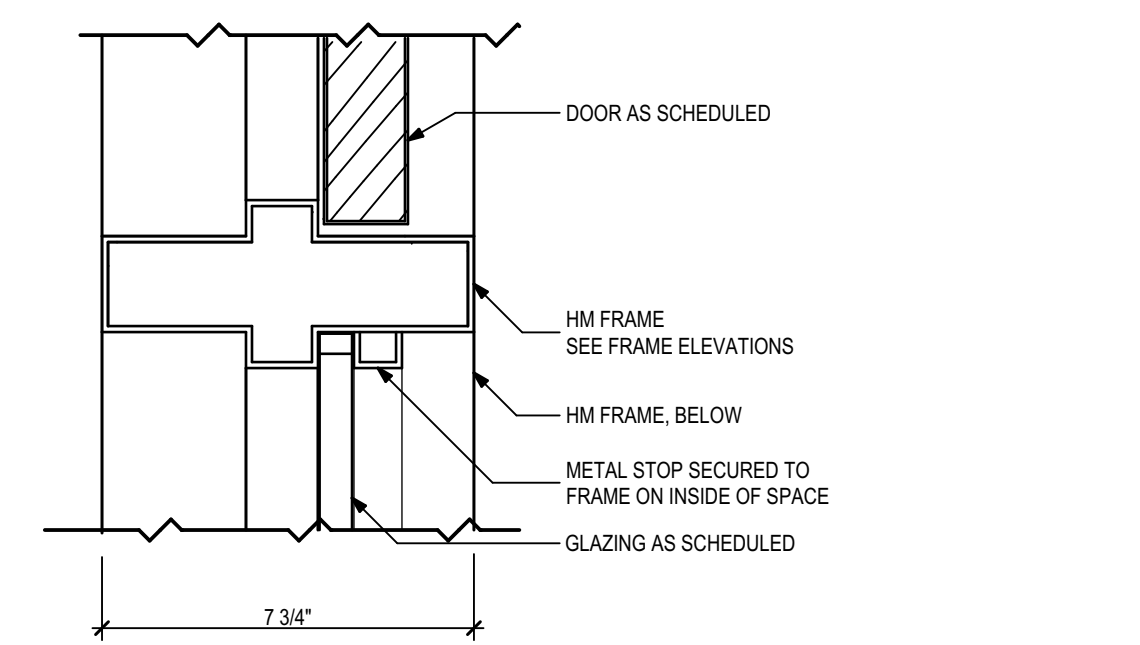 DOOR AS SCHEDULED
HM FRAME
SEE FRAME ELEVATIONS
HM FRAME, BELOW
METAL STOP SECURED TO
FRAME ON INSIDE OF SPACE
GLAZING AS SCHEDULED
7 3/4"